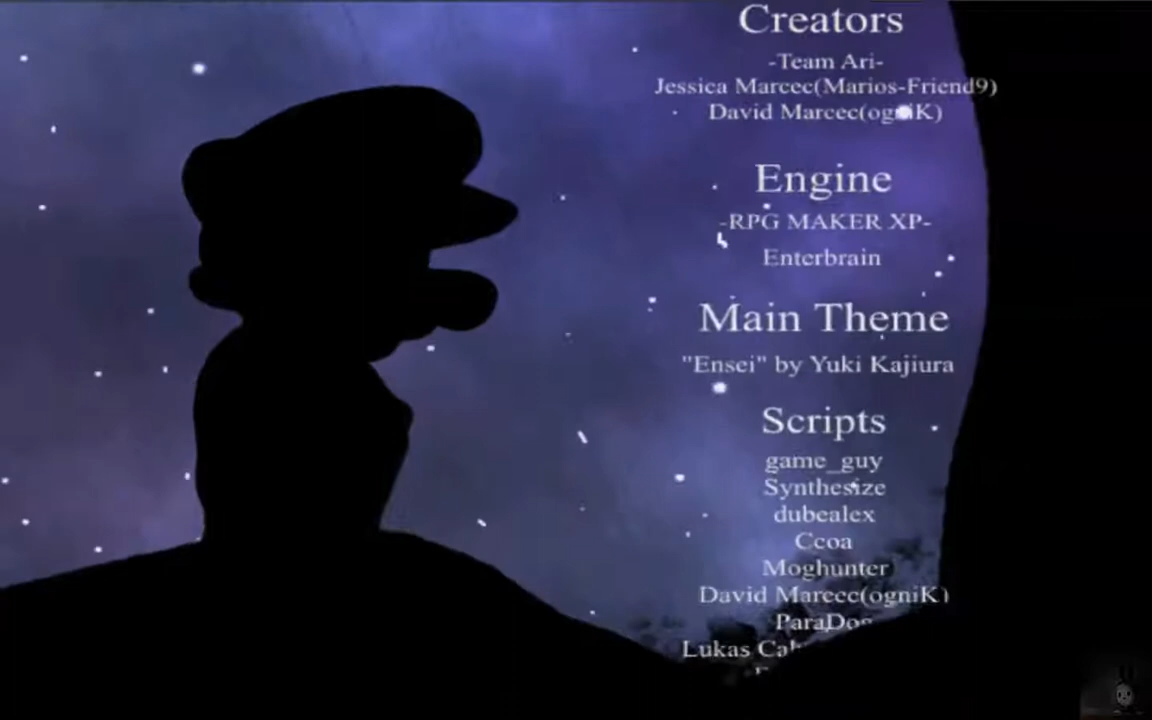 Creators
-Team Ari-
Jessica Marcec(Marios-Friend9)
David Marcec(ogniK)
Engine
-RPG MAKER XP-
Enterbrain
Main Theme
"Ensei" by Yuki Kajiura
Scripts
game_guy
Synthesize
dubealex
Ccoa
Moghunter
David Marcec(ogniK)
ParaDog
Lukas